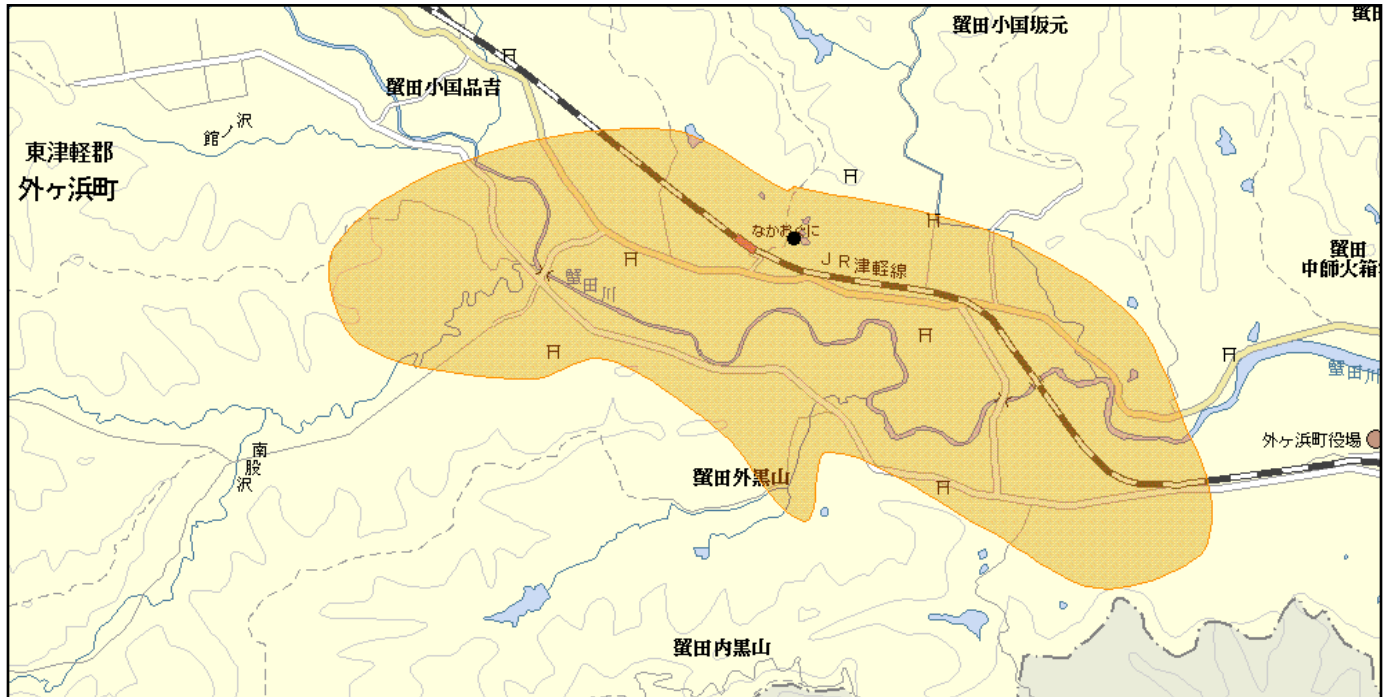 蟹田小国坂元
蟹田小国品吉
館ノ沢
東津軽郡
外ヶ浜町
なかおぐに
JR津軽線
蟹田
中師火箱
蟹田川
蟹田川
外ヶ浜町役場
南股沢
蟹田外黒山
蟹田内黒山